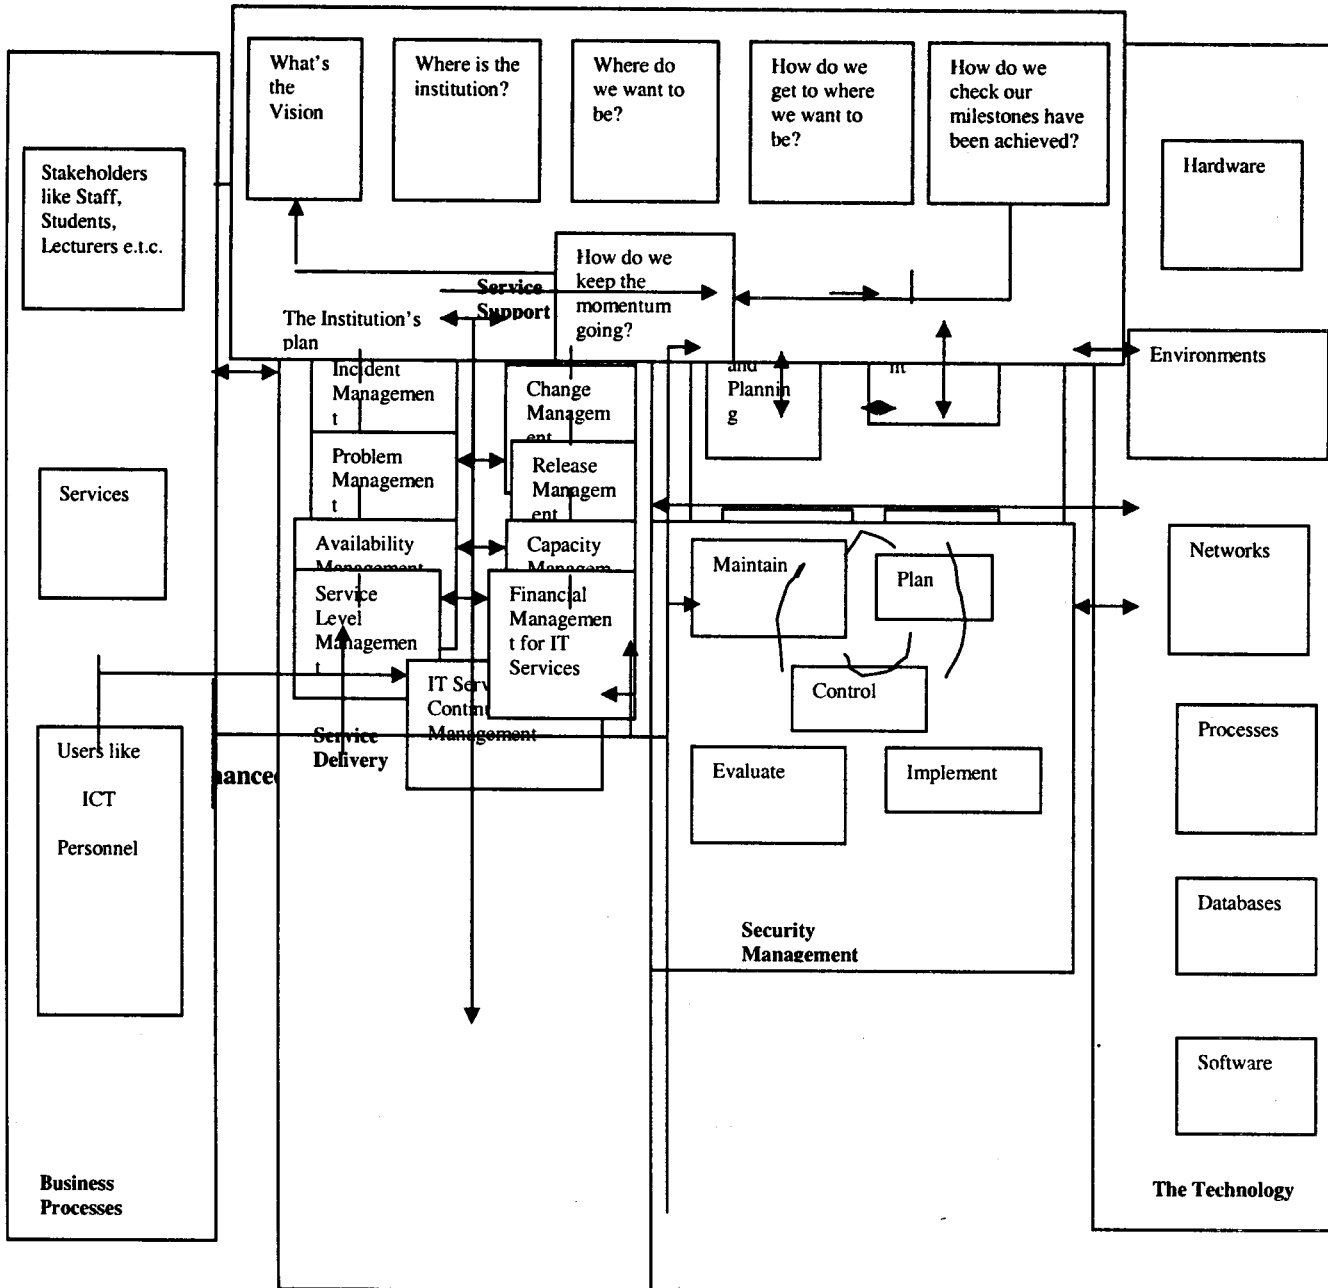 What's
the
Vision
Where is the
institution?
Where do
we want to
be?
How do we
get to where
we want to
be?
How do we
check our
milestones have
been achieved?
Stakeholders
like Staff,
Students,
Lecturers e.t.c.
Hardware
How do we
keep the
momentum
going?
Service
Support
The Institution's
plan
Incident
Managemen
t
Change
Managem
ent
and
Plannin
g
Environments
Problem
Managemen
t
Release
Managem
ent
Services
Availability
Management
Capacity
Managem
Maintain
Plan
Networks
Service
Level
Managemen
t
Financial
Managemen
t for IT
Services
Control
IT Serv
Contin
Management
Users like
ICT
Personnel
Service
Delivery
Evaluate
Implement
Processes
Databases
Security
Management
Software
Business
Processes
The Technology